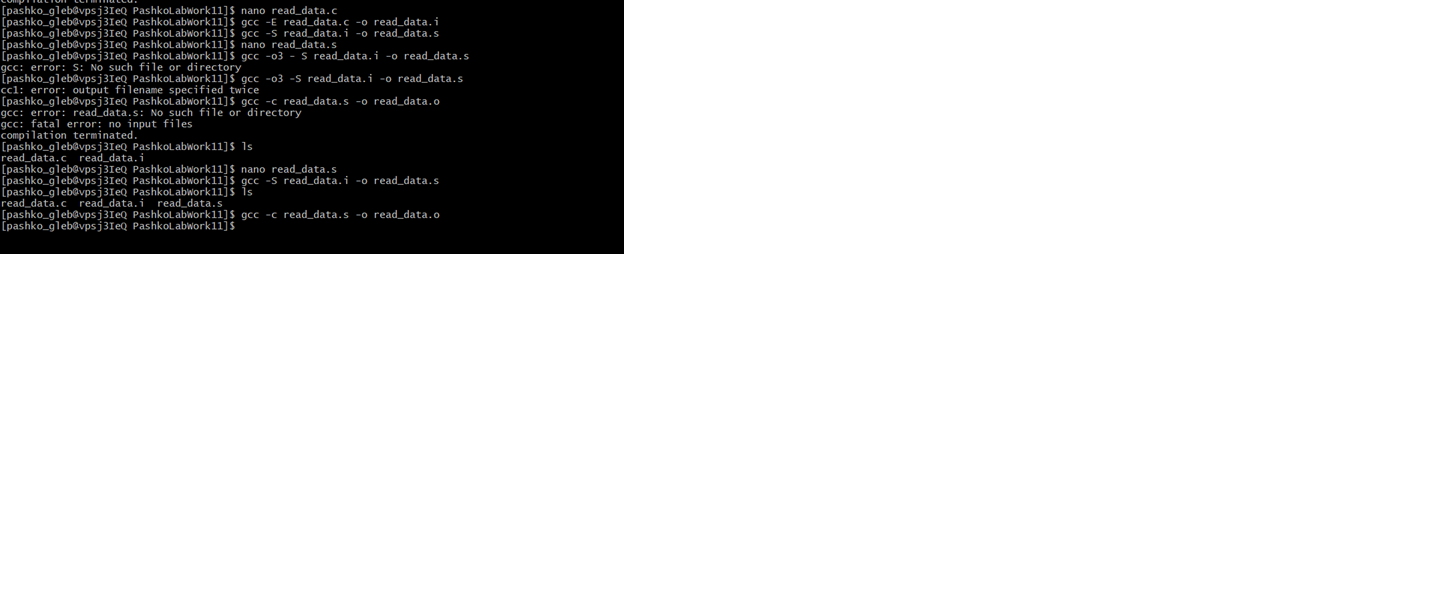 compilation terminated.
[pashko_gleb@vpsj3IeQ PashkoLabWork11]$ nano read_data.c
[pashko_gleb@vpsj3IeQ PashkoLabWork11]$ gcc -E read_data.c -o read_data.i
[pashko_gleb@vpsj3IeQ PashkoLabWork11]$ gcc -S read_data.i -o read_data.s
[pashko_gleb@vpsj3IeQ PashkoLabWork11]$ nano read_data.s
[pashko_gleb@vpsj3IeQ PashkoLabWork11]$ gcc -o3 - S read_data.i -o read_data.s
gcc: error: S: No such file or directory
[pashko_gleb@vpsj3IeQ PashkoLabWork11]$ gcc -o3 -S read_data.i -o read_data.s
cc1: error: output filename specified twice
[pashko_gleb@vpsj3IeQ PashkoLabWork11]$ gcc -c read_data.s -o read_data.o
gcc: error: read_data.s: No such file or directory
gcc: fatal error: no input files
compilation terminated.
[pashko_gleb@vpsj3IeQ PashkoLabWork11]$ ls
read_data.c  read_data.i
[pashko_gleb@vpsj3IeQ PashkoLabWork11]$ nano read_data.s
[pashko_gleb@vpsj3IeQ PashkoLabWork11]$ gcc -S read_data.i -o read_data.s
[pashko_gleb@vpsj3IeQ PashkoLabWork11]$ ls
read_data.c  read_data.i  read_data.s
[pashko_gleb@vpsj3IeQ PashkoLabWork11]$ gcc -c read_data.s -o read_data.o
[pashko_gleb@vpsj3IeQ PashkoLabWork11]$